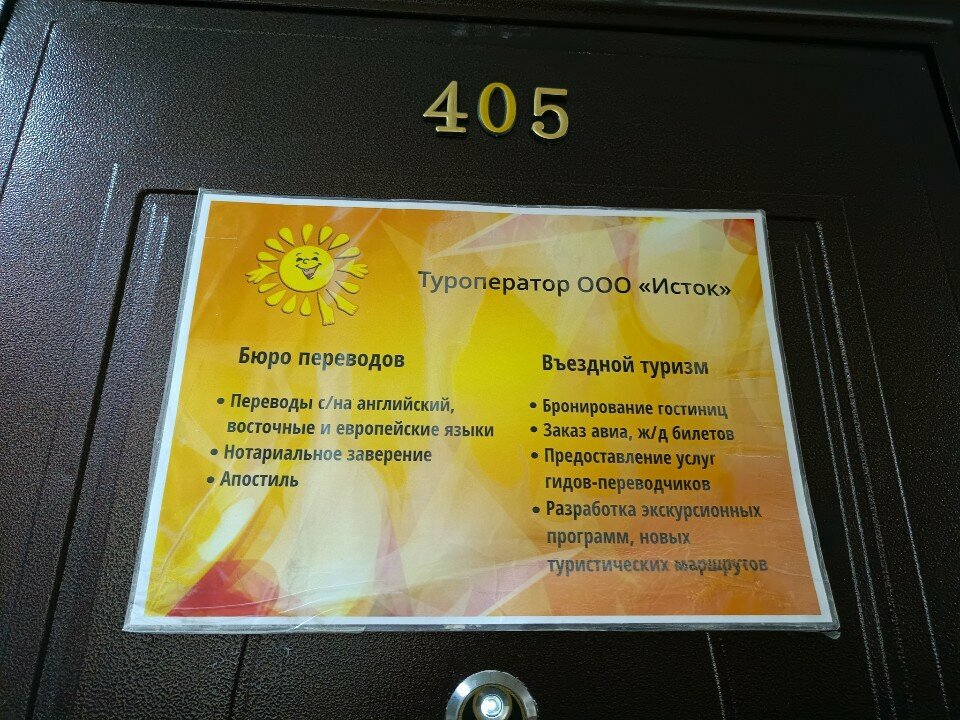 405
Туроператор ООО «Исток»
Бюро переводов
• Переводы с/на английский,
восточные и европейские языки
• Нотариальное заверение
• Апостиль
Въездной туризм
• Бронирование гостиниц
• Заказ авиа, ж/д билетов
• Предоставление услуг
гидов-переводчиков
• Разработка экскурсионных
программ, новых
туристических маршрутов